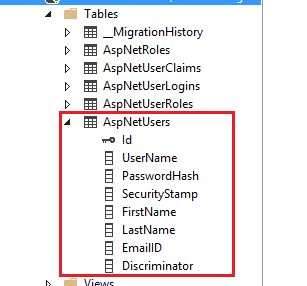 Tables
__MigrationHistory
AspNetRoles
AspNetUserClaims
AspNetUserLogins
AspNetUserRoles
AspNetUsers
Id
UserName
PasswordHash
SecurityStamp
FirstName
LastName
EmailID
Discriminator
Views